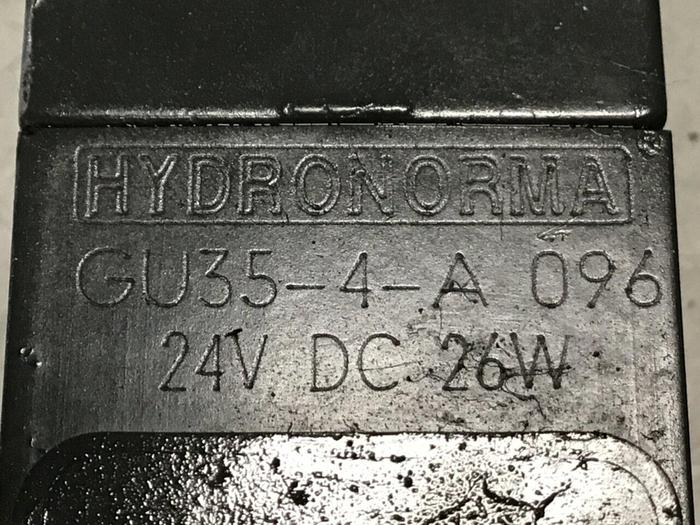 HYDRONORMA®
GU35-4-A 096
24V DC 26W